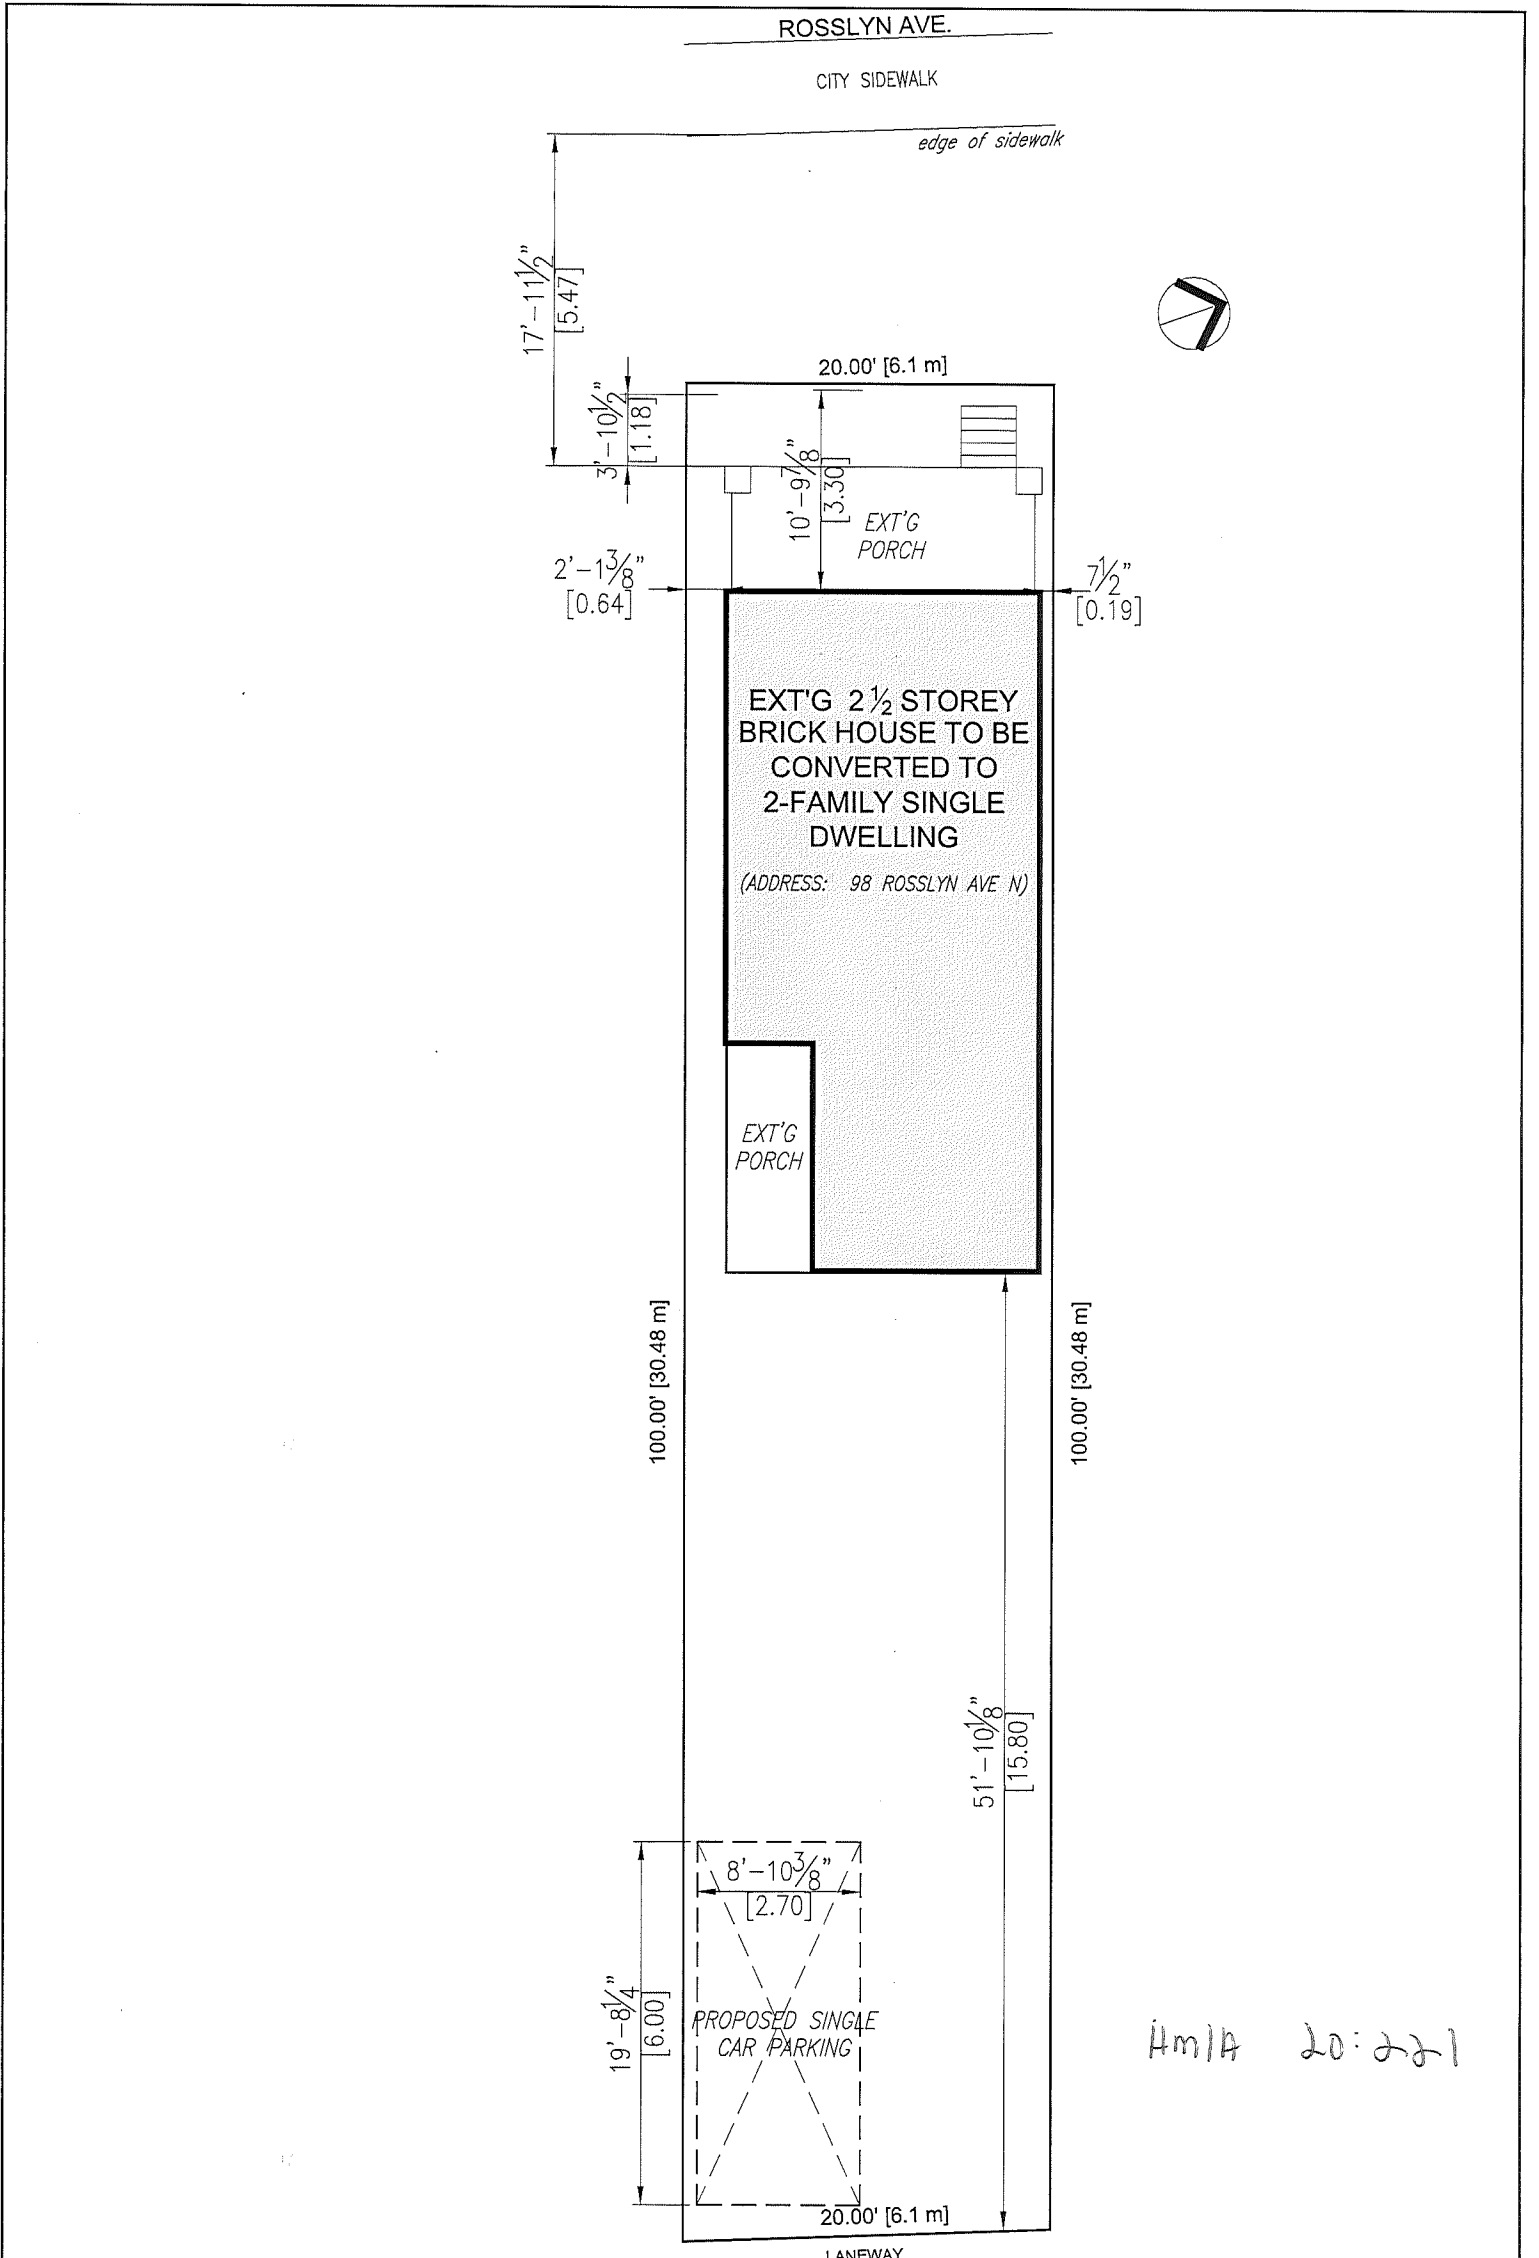 ROSSLYN AVE.
CITY SIDEWALK
edge of sidewalk
17'-11½"
[5.47]
20.00' [6.1 m]
3'-10½"
[1.18]
10'-9⅞"
[3.30]
EXT'G
PORCH
2'-1⅜"
[0.64]
7½"
[0.19]
EXT'G 2 ½ STOREY
BRICK HOUSE TO BE
CONVERTED TO
2-FAMILY SINGLE
DWELLING
(ADDRESS: 98 ROSSLYN AVE N)
EXT'G
PORCH
100.00' [30.48 m]
100.00' [30.48 m]
51'-10⅛"
[15.80]
8'-10⅜"
[2.70]
19'-8¼"
[6.00]
PROPOSED SINGLE
CAR PARKING
HM/A 20:221
20.00' [6.1 m]
LANEWAY